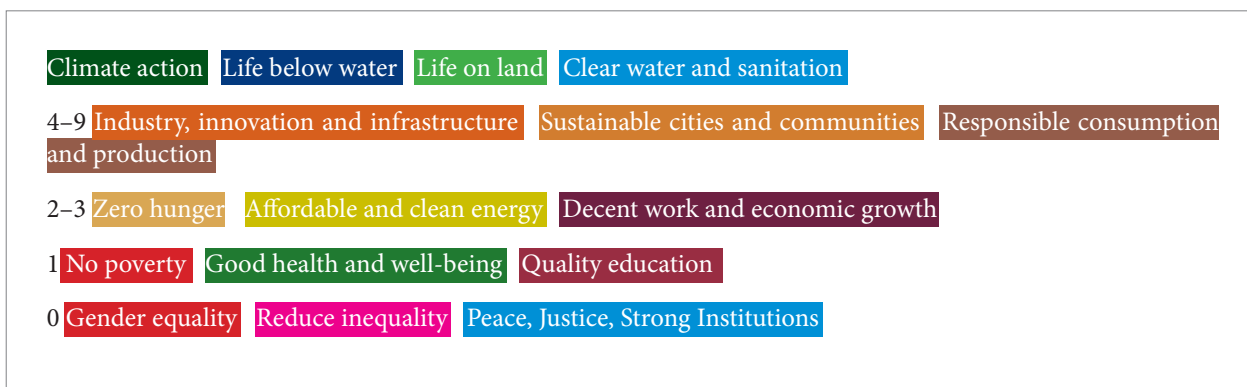 Climate action Life below water Life on land Clear water and sanitation
4–9 Industry, innovation and infrastructure Sustainable cities and communities Responsible consumption
and production
2–3 Zero hunger Affordable and clean energy Decent work and economic growth
1 No poverty Good health and well-being Quality education
0 Gender equality Reduce inequality Peace, Justice, Strong Institutions